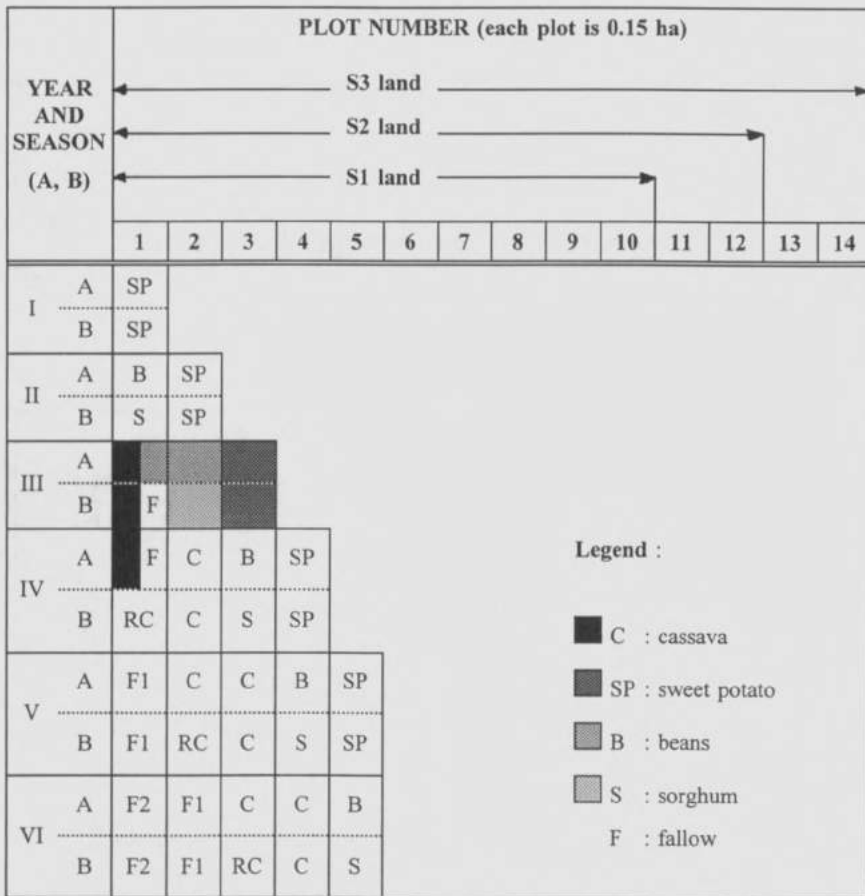 PLOT NUMBER (each plot is 0.15 ha)
YEAR AND SEASON (A, B)
S3 land
S2 land
S1 land
1 2 3 4 5 6 7 8 9 10 11 12 13 14
I A SP
B SP
II A B SP
B S SP
III A
B F
IV A F C B SP
B RC C S SP
V A F1 C C B SP
B F1 RC C S SP
VI A F2 F1 C C B
B F2 F1 RC C S
Legend :
C : cassava
SP : sweet potato
B : beans
S : sorghum
F : fallow